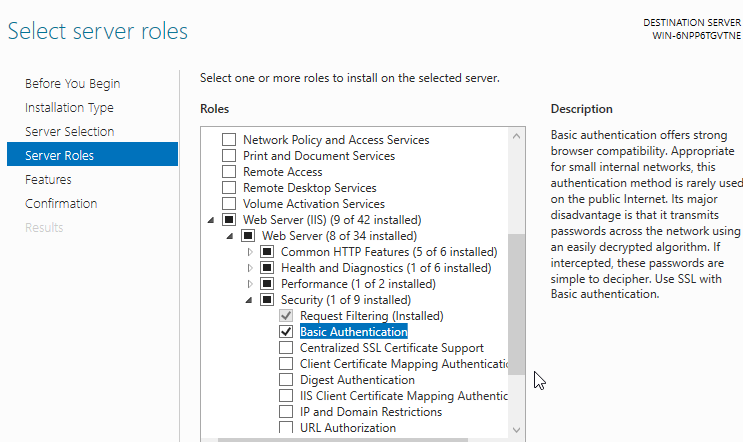 Select server roles
DESTINATION SERVER
WIN-6NPP6TGVTNE
Before You Begin
Installation Type
Server Selection
Server Roles
Features
Confirmation
Results
Select one or more roles to install on the selected server.
Roles
Network Policy and Access Services
Print and Document Services
Remote Access
Remote Desktop Services
Volume Activation Services
Web Server (IIS) (9 of 42 installed)
Web Server (8 of 34 installed)
Common HTTP Features (5 of 6 installed)
Health and Diagnostics (1 of 6 installed)
Performance (1 of 2 installed)
Security (1 of 9 installed)
Request Filtering (Installed)
Basic Authentication
Centralized SSL Certificate Support
Client Certificate Mapping Authenticatio
Digest Authentication
IIS Client Certificate Mapping Authentic
IP and Domain Restrictions
URL Authorization
Description
Basic authentication offers strong
browser compatibility. Appropriate
for small internal networks, this
authentication method is rarely used
on the public Internet. Its major
disadvantage is that it transmits
passwords across the network using
an easily decrypted algorithm. If
intercepted, these passwords are
simple to decipher. Use SSL with
Basic authentication.